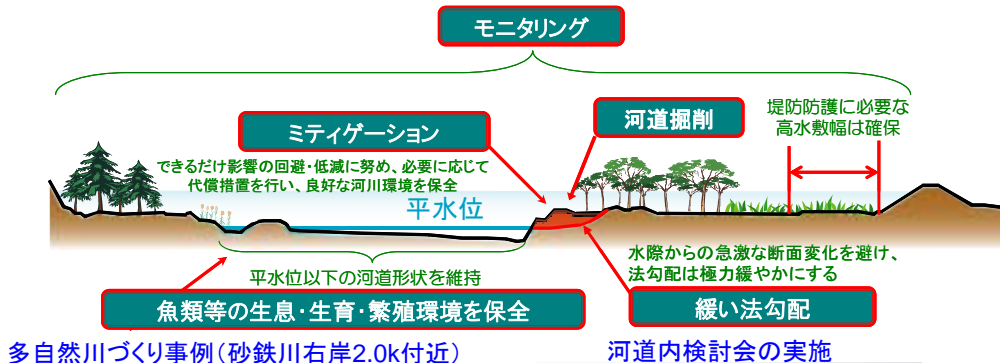 モニタリング
ミティゲーション
できるだけ影響の回避・低減に努め、必要に応じて
代償措置を行い、良好な河川環境を保全
河道掘削
堤防防護に必要な
高水敷幅は確保
平水位
平水位以下の河道形状を維持
水際からの急激な断面変化を避け、
法勾配は極力緩やかにする
魚類等の生息・生育・繁殖環境を保全
緩い法勾配
多自然川づくり事例（砂鉄川右岸2.0k付近）
河道内検討会の実施